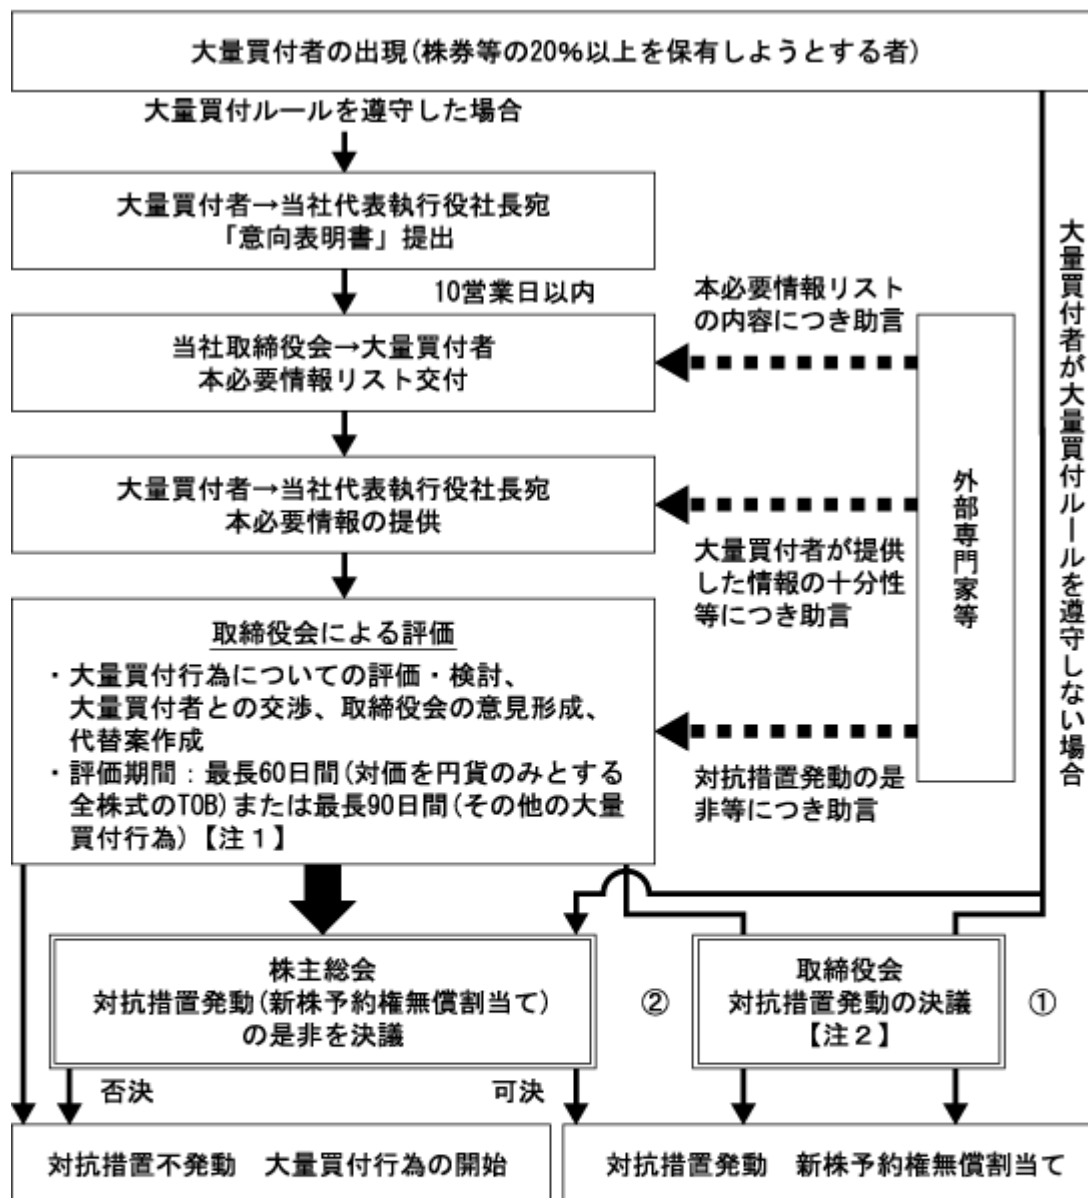 大量買付者の出現(株券等の20%以上を保有しようとする者)
大量買付ルールを遵守した場合
大量買付者→当社代表執行役社長宛
「意向表明書」提出
10営業日以内
当社取締役会→大量買付者
本必要情報リスト交付
本必要情報リスト
の内容につき助言
大量買付者→当社代表執行役社長宛
本必要情報の提供
大量買付者が提供
した情報の十分性
等につき助言
外部専門家等
大量買付者が大量買付ルールを遵守しない場合
取締役会による評価
・大量買付行為についての評価・検討、
大量買付者との交渉、取締役会の意見形成、
代替案作成
・評価期間：最長60日間(対価を円貨のみとする
全株式のTOB)または最長90日間(その他の大量
買付行為)【注１】
対抗措置発動の是
非等につき助言
株主総会
対抗措置発動(新株予約権無償割当て)
の是非を決議
②
取締役会
対抗措置発動の決議
【注２】
①
否決
可決
対抗措置不発動　大量買付行為の開始
対抗措置発動　新株予約権無償割当て